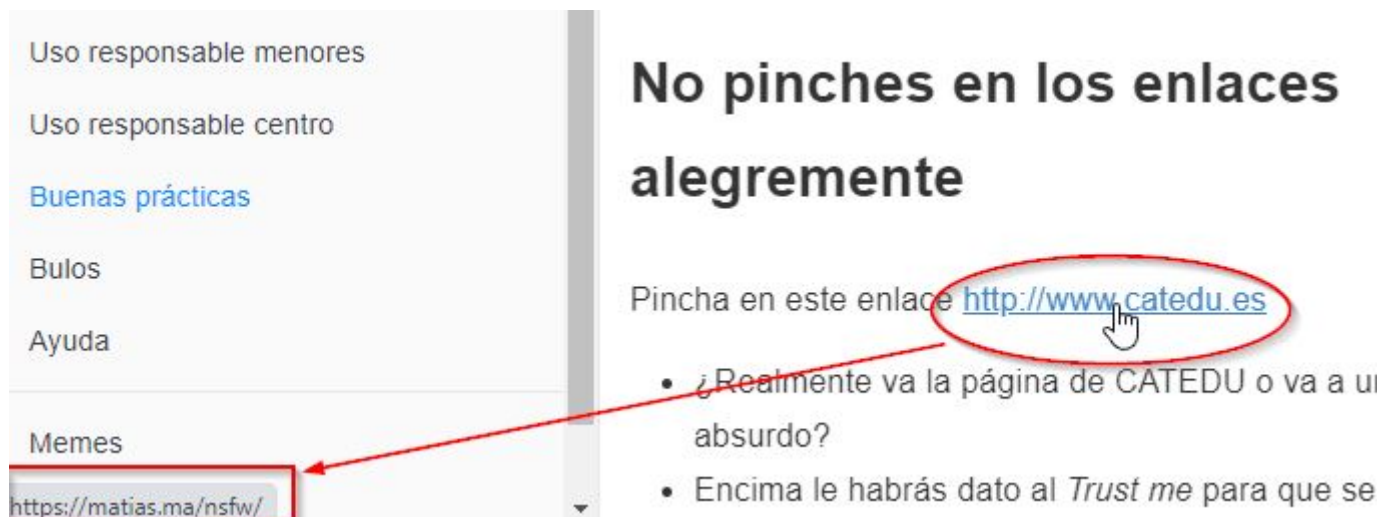 Uso responsable menores
Uso responsable centro
Buenas prácticas
Bulos
Ayuda
Memes
https://matias.ma/nsfw/
No pinches en los enlaces
alegremente
Pincha en este enlace http://www.catedu.es
• ¿Realmente va la página de CATEDU o va a
absurdo?
• Encima le habrás dato al Trust me para que se